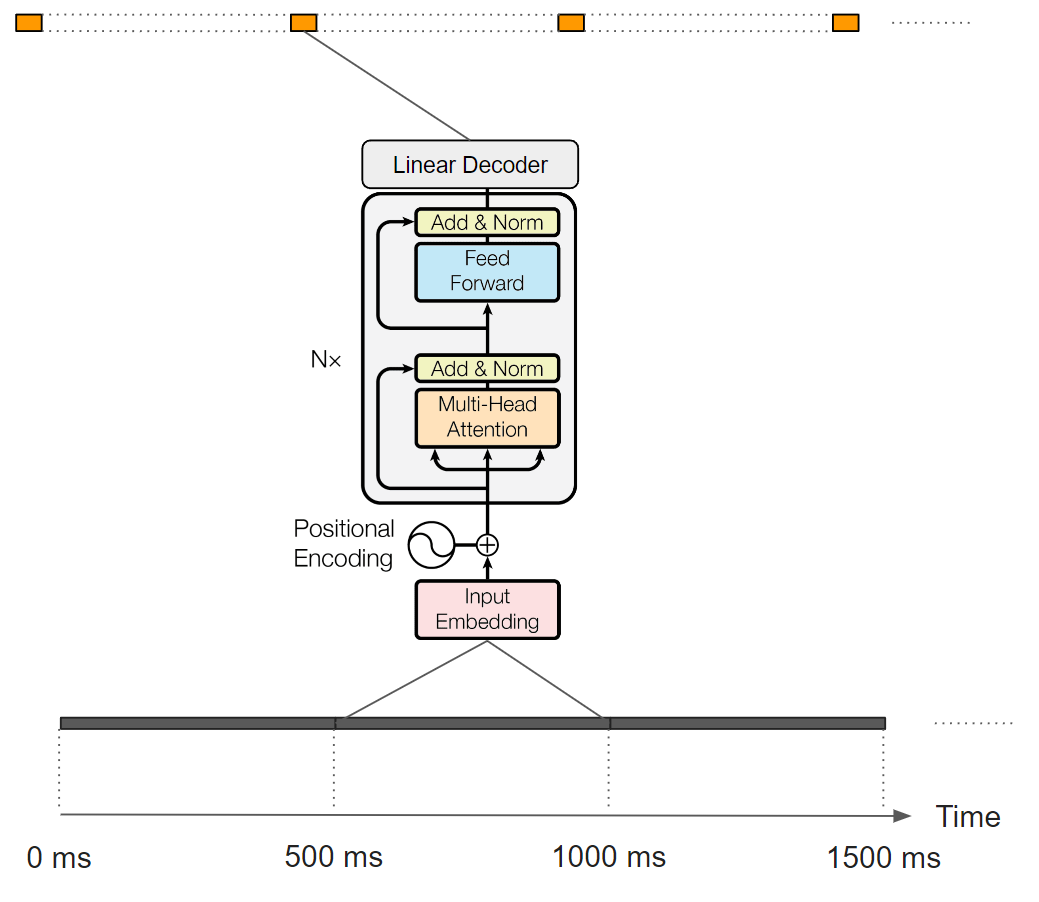 Linear Decoder
Add & Norm
Feed
Forward
N×
Add & Norm
Multi-Head
Attention
Positional
Encoding
Input
Embedding
Time
0 ms
500 ms
1000 ms
1500 ms